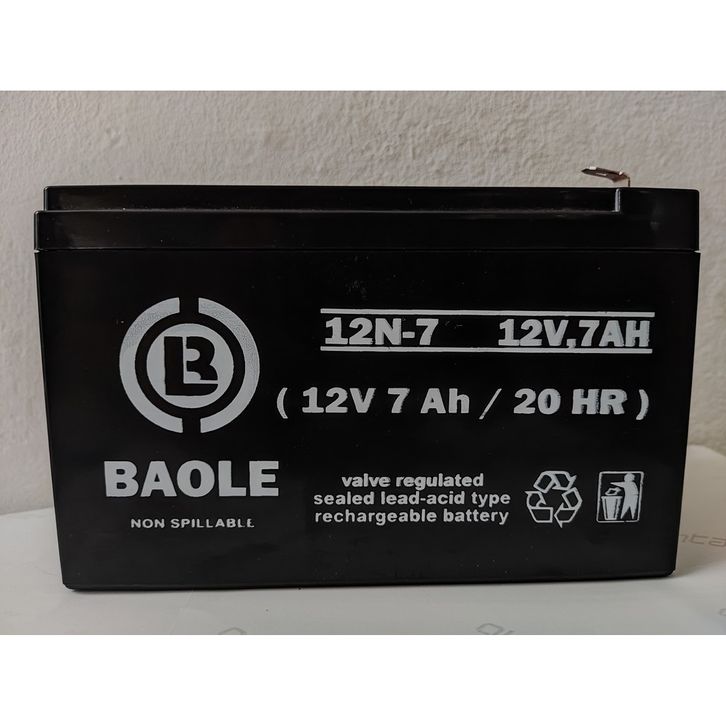 12N-7 12V,7AH
( 12V 7 Ah / 20 HR )
BAOLE
NON SPILLABLE
valve regulated
sealed lead-acid type
rechargeable battery